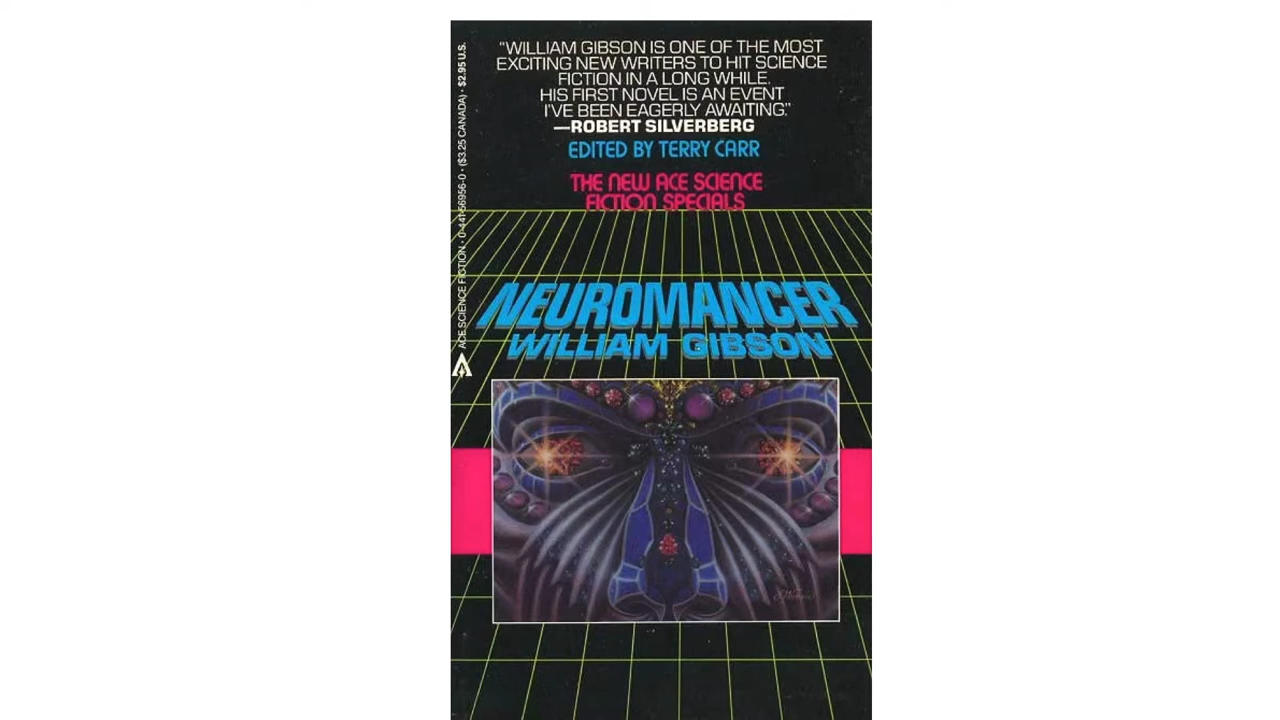 "WILLIAM GIBSON IS ONE OF THE MOST
EXCITING NEW WRITERS TO HIT SCIENCE
FICTION IN A LONG WHILE.
HIS FIRST NOVEL IS AN EVENT
I'VE BEEN EAGERLY AWAITING."
—ROBERT SILVERBERG
EDITED BY TERRY CARR
THE NEW ACE SCIENCE
FICTION SPECIALS
NEUROMANCER
WILLIAM GIBSON
ACE SCIENCE FICTION • 0-441-56956-0 • ($3.25 CANADA) • $2.95 U.S.